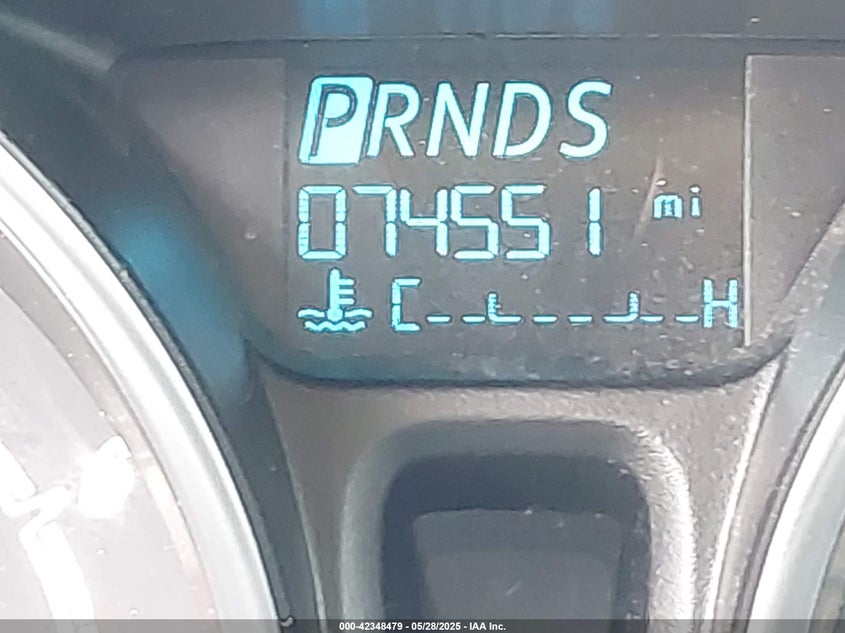 PRNDS
074551 mi
C H
000-42348479 - 05/28/2025 - IAA Inc.